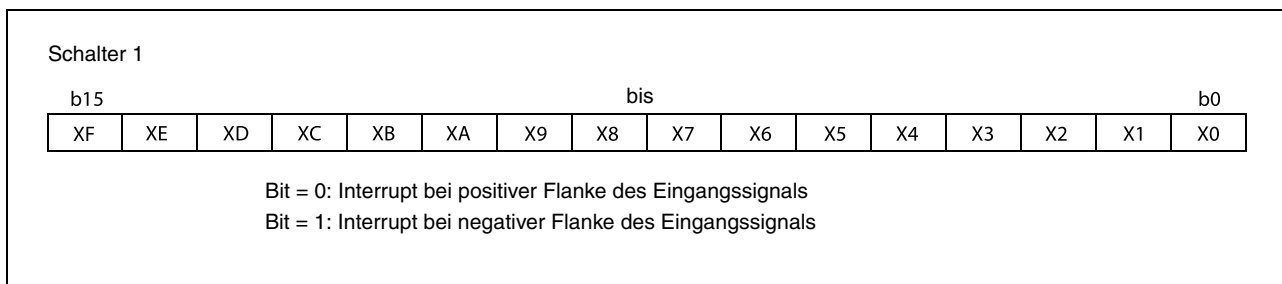 Schalter 1
b15 bis b0
XF XE XD XC XB XA X9 X8 X7 X6 X5 X4 X3 X2 X1 X0
Bit = 0: Interrupt bei positiver Flanke des Eingangssignals
Bit = 1: Interrupt bei negativer Flanke des Eingangssignals